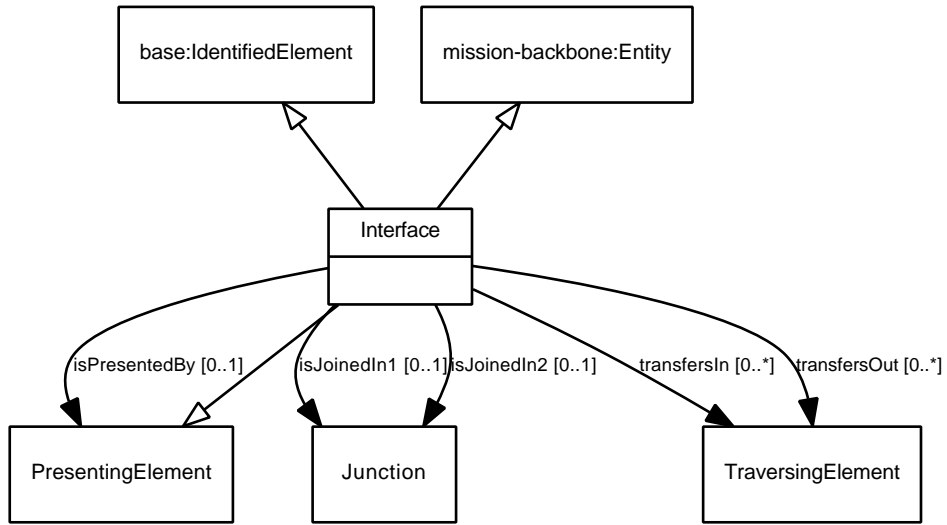 base:IdentifiedElement
mission-backbone:Entity
Interface
isPresentedBy [0..1]
isJoinedIn1 [0..1]
isJoinedIn2 [0..1]
transfersIn [0..*]
transfersOut [0..*]
PresentingElement
Junction
TraversingElement